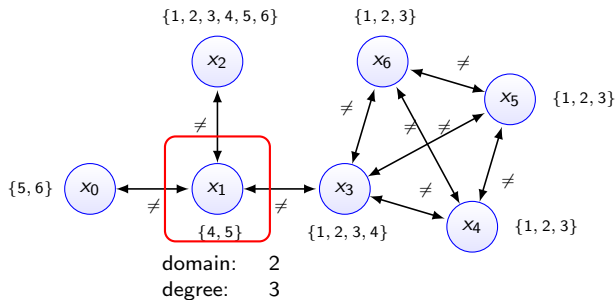 {1, 2, 3, 4, 5, 6}
{1, 2, 3}
x2
x6
≠
x5
{1, 2, 3}
≠
≠
≠
≠
{5, 6}
x0
x1
x3
≠
≠
≠
≠
x4
{1, 2, 3}
{4, 5}
{1, 2, 3, 4}
domain: 2
degree: 3